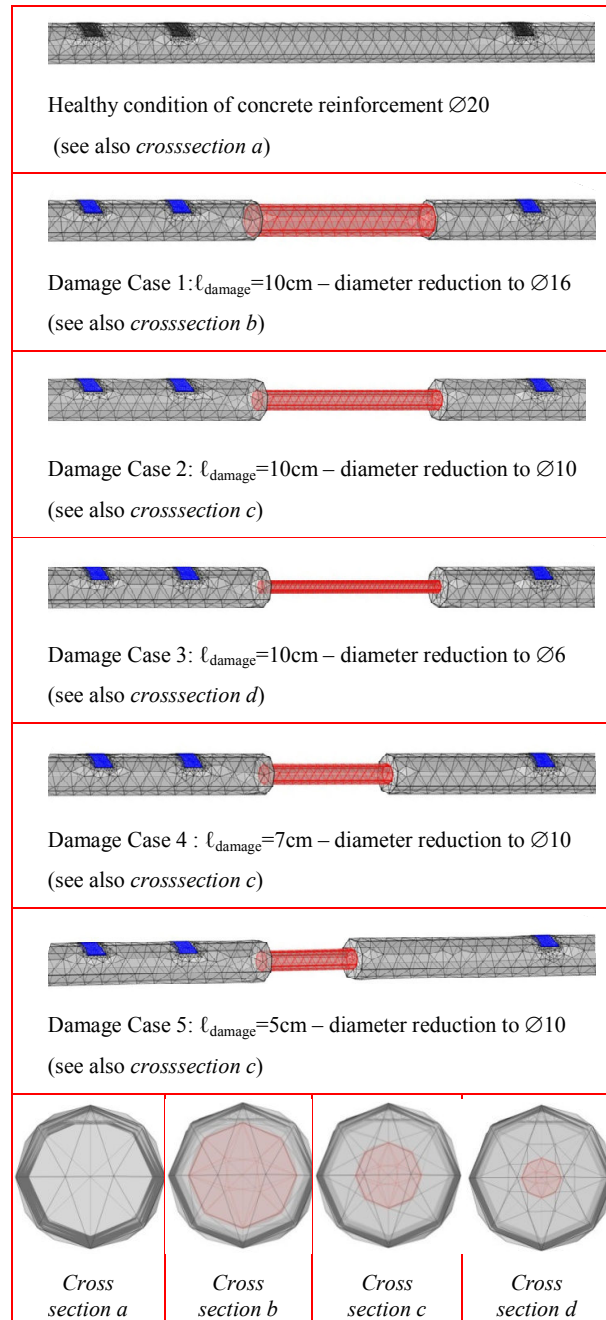 Healthy condition of concrete reinforcement ∅20
(see also crosssection a)
Damage Case 1:ℓdamage=10cm – diameter reduction to ∅16
(see also crosssection b)
Damage Case 2: ℓdamage=10cm – diameter reduction to ∅10
(see also crosssection c)
Damage Case 3: ℓdamage=10cm – diameter reduction to ∅6
(see also crosssection d)
Damage Case 4 : ℓdamage=7cm – diameter reduction to ∅10
(see also crosssection c)
Damage Case 5: ℓdamage=5cm – diameter reduction to ∅10
(see also crosssection c)
Cross
section a
Cross
section b
Cross
section c
Cross
section d